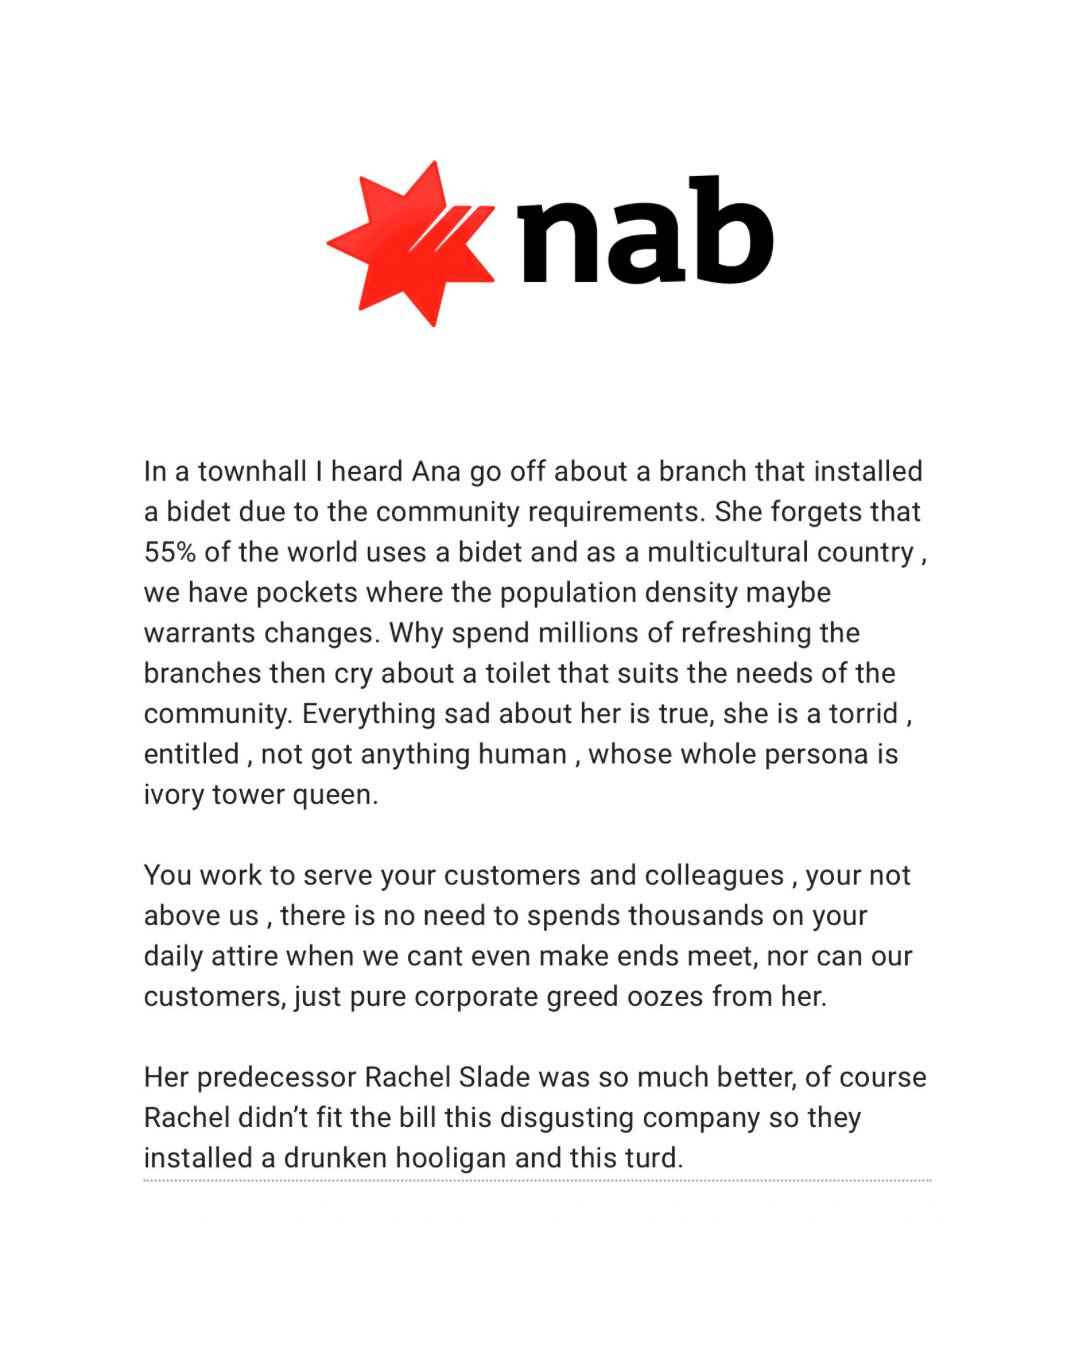 nab
In a townhall I heard Ana go off about a branch that installed
a bidet due to the community requirements. She forgets that
55% of the world uses a bidet and as a multicultural country ,
we have pockets where the population density maybe
warrants changes. Why spend millions of refreshing the
branches then cry about a toilet that suits the needs of the
community. Everything sad about her is true, she is a torrid ,
entitled , not got anything human , whose whole persona is
ivory tower queen.
You work to serve your customers and colleagues , your not
above us , there is no need to spends thousands on your
daily attire when we cant even make ends meet, nor can our
customers, just pure corporate greed oozes from her.
Her predecessor Rachel Slade was so much better, of course
Rachel didn’t fit the bill this disgusting company so they
installed a drunken hooligan and this turd.